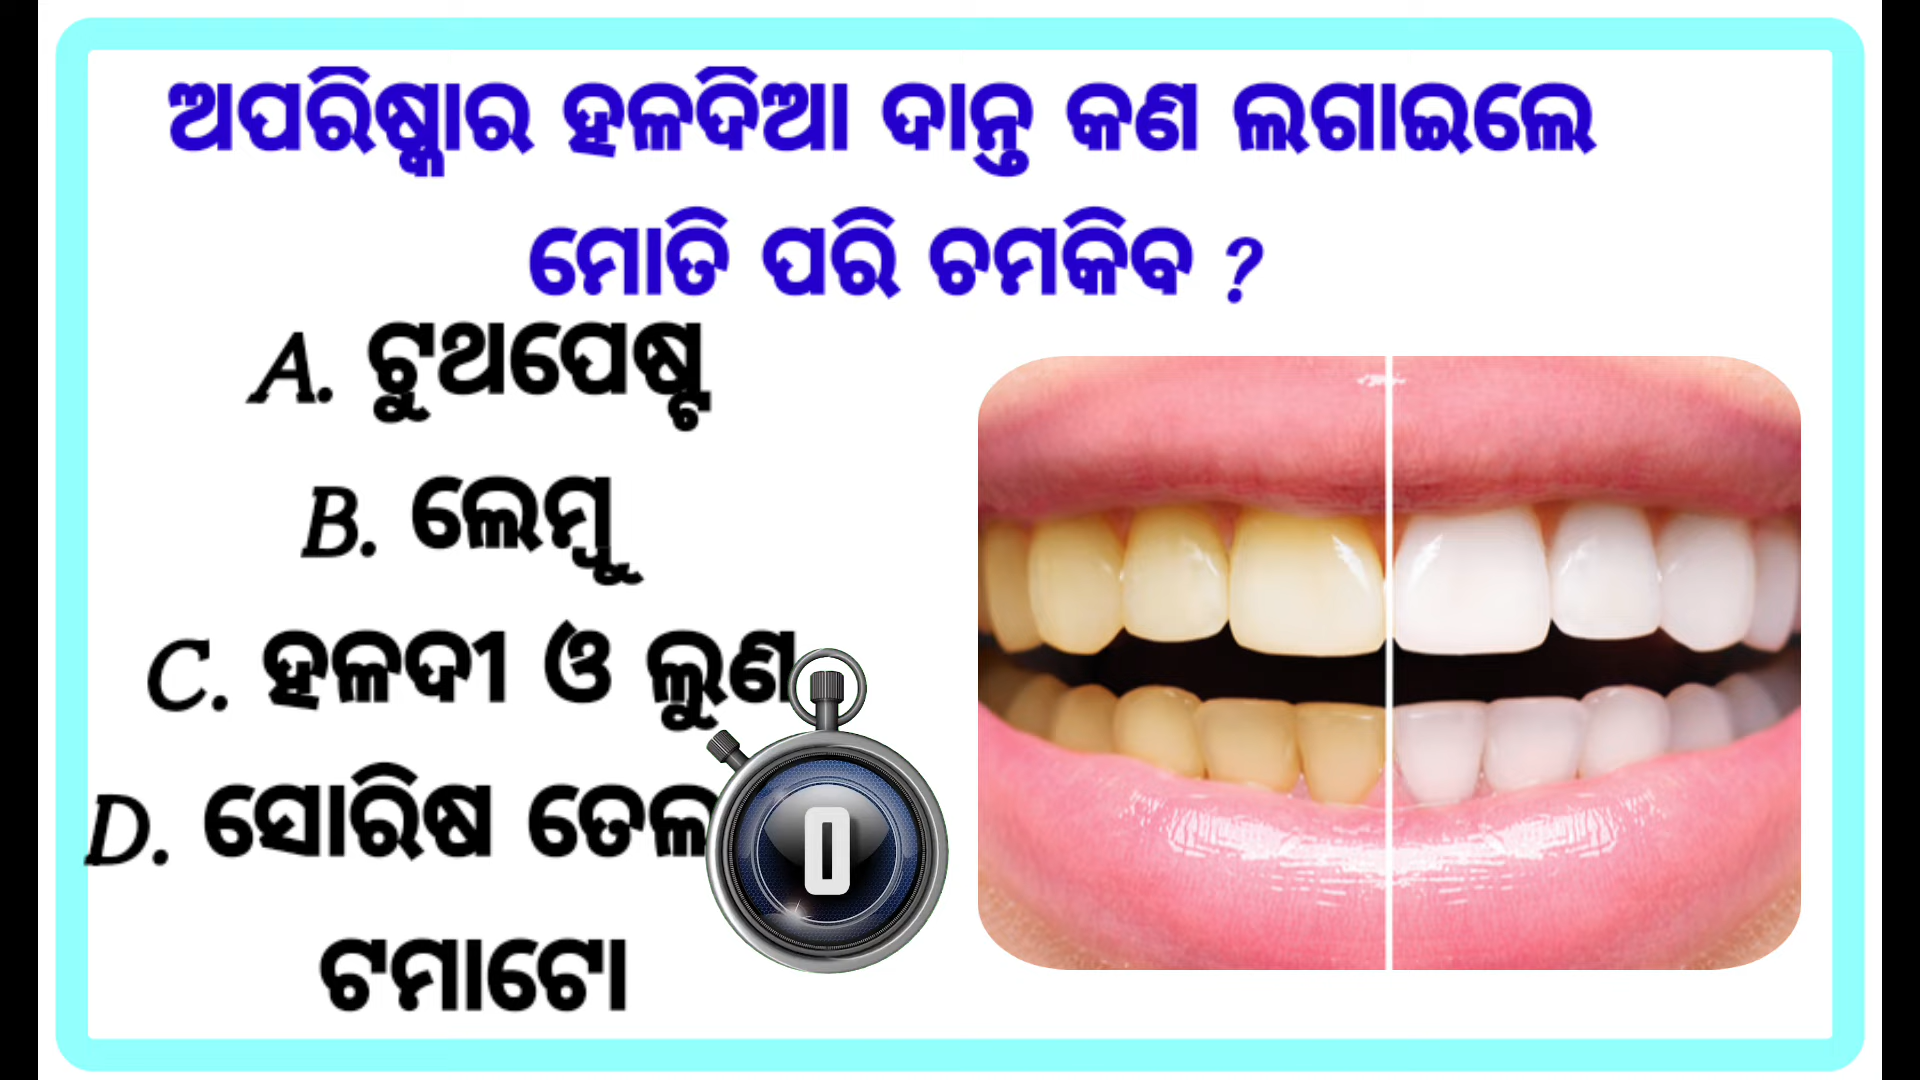 ଅପରିଷ୍କାର ହଳଦିଆ ଦାନ୍ତ କଣ ଲଗାଇଲେ
ମୋତି ପରି ଚମକିବ ?
A. ଟୁଥପେଷ୍ଟ
B. ଲେମ୍ବୁ
C. ହଳଦୀ ଓ ଲୁଣ
D. ସୋରିଷ ତେଲ
ଟମାଟୋ
0